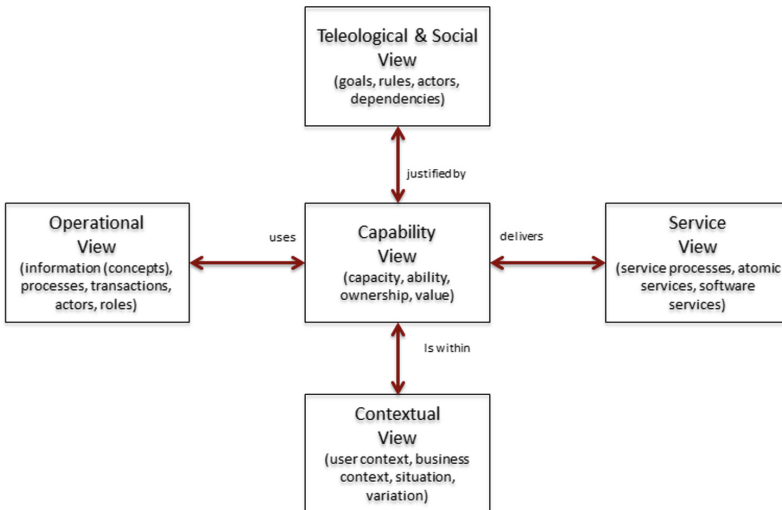 Teleological & Social
View
(goals, rules, actors,
dependencies)
justified by
Operational
View
(information (concepts),
processes, transactions,
actors, roles)
uses
Capability
View
(capacity, ability,
ownership, value)
delivers
Service
View
(service processes, atomic
services, software
services)
Is within
Contextual
View
(user context, business
context, situation,
variation)